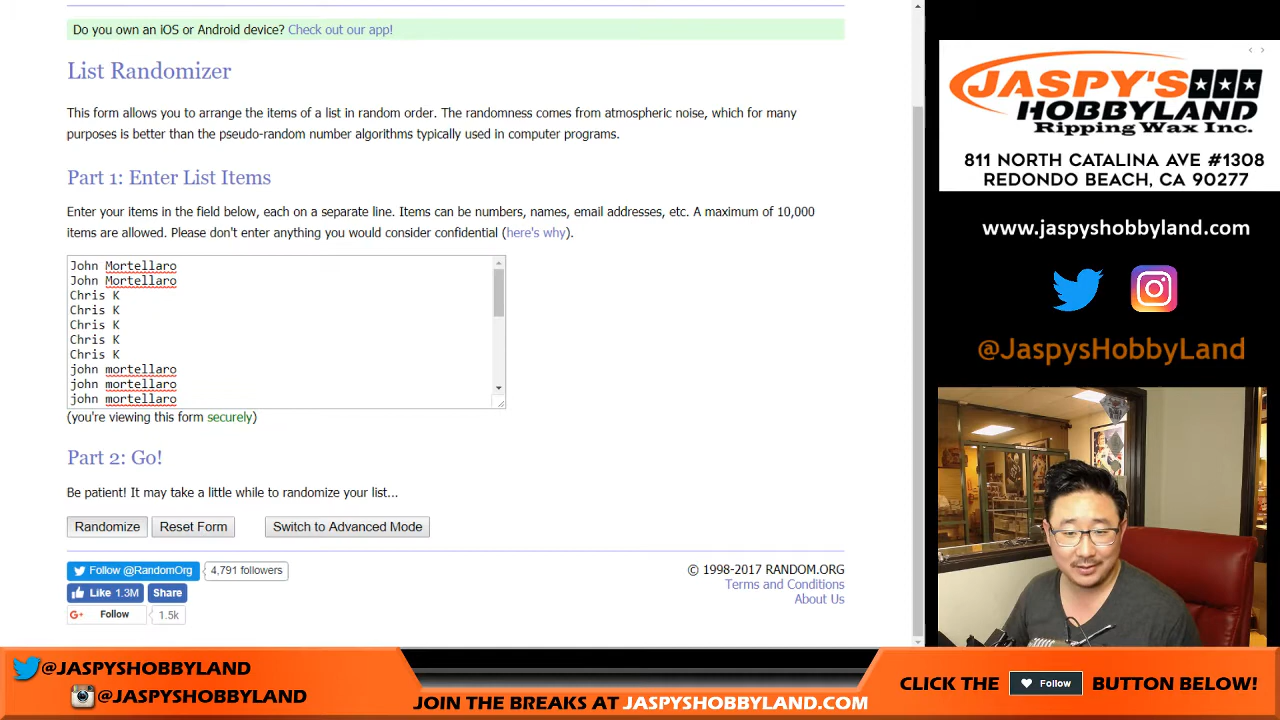 Do you own an iOS or Android device? Check out our app!
List Randomizer
This form allows you to arrange the items of a list in random order. The randomness comes from atmospheric noise, which for many
purposes is better than the pseudo-random number algorithms typically used in computer programs.
Part 1: Enter List Items
Enter your items in the field below, each on a separate line. Items can be numbers, names, email addresses, etc. A maximum of 10,000
items are allowed. Please don't enter anything you would consider confidential (here's why).
John Mortellaro
John Mortellaro
Chris K
Chris K
Chris K
Chris K
Chris K
john mortellaro
john mortellaro
john mortellaro
(you're viewing this form securely)
Part 2: Go!
Be patient! It may take a little while to randomize your list...
Randomize Reset Form Switch to Advanced Mode
Follow @RandomOrg 4,791 followers
Like 1.3M Share
Follow 1.5k
© 1998-2017 RANDOM.ORG
Terms and Conditions
About Us
JASPY'S
HOBBYLAND
Ripping Wax Inc.
811 NORTH CATALINA AVE #1308
REDONDO BEACH, CA 90277
www.jaspyshobbyland.com
@JaspysHobbyLand
@JASPYSHOBBYLAND
@JASPYSHOBBYLAND
JOIN THE BREAKS AT JASPYSHOBBYLAND.COM
CLICK THE Follow BUTTON BELOW!